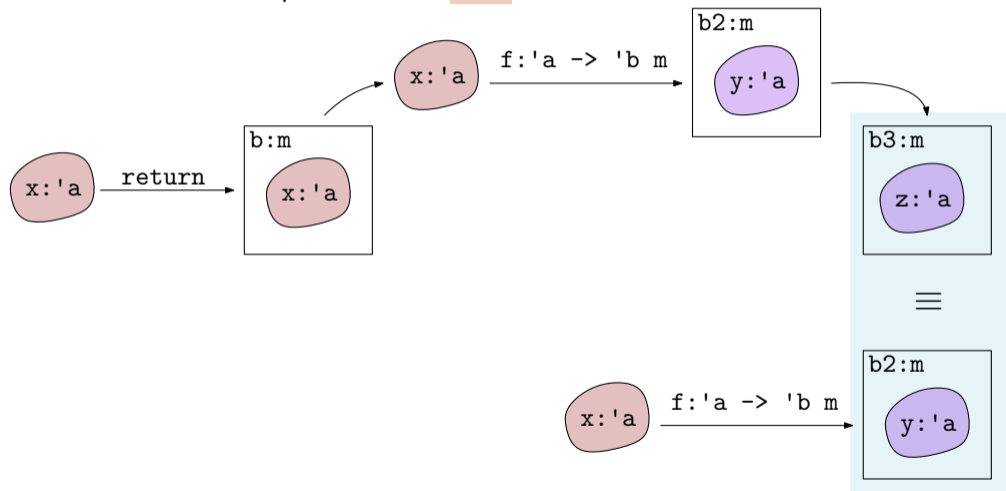 b2:m
x:'a
f:'a -> 'b m
y:'a
b:m
b3:m
x:'a
return
x:'a
z:'a
≡
b2:m
x:'a
f:'a -> 'b m
y:'a